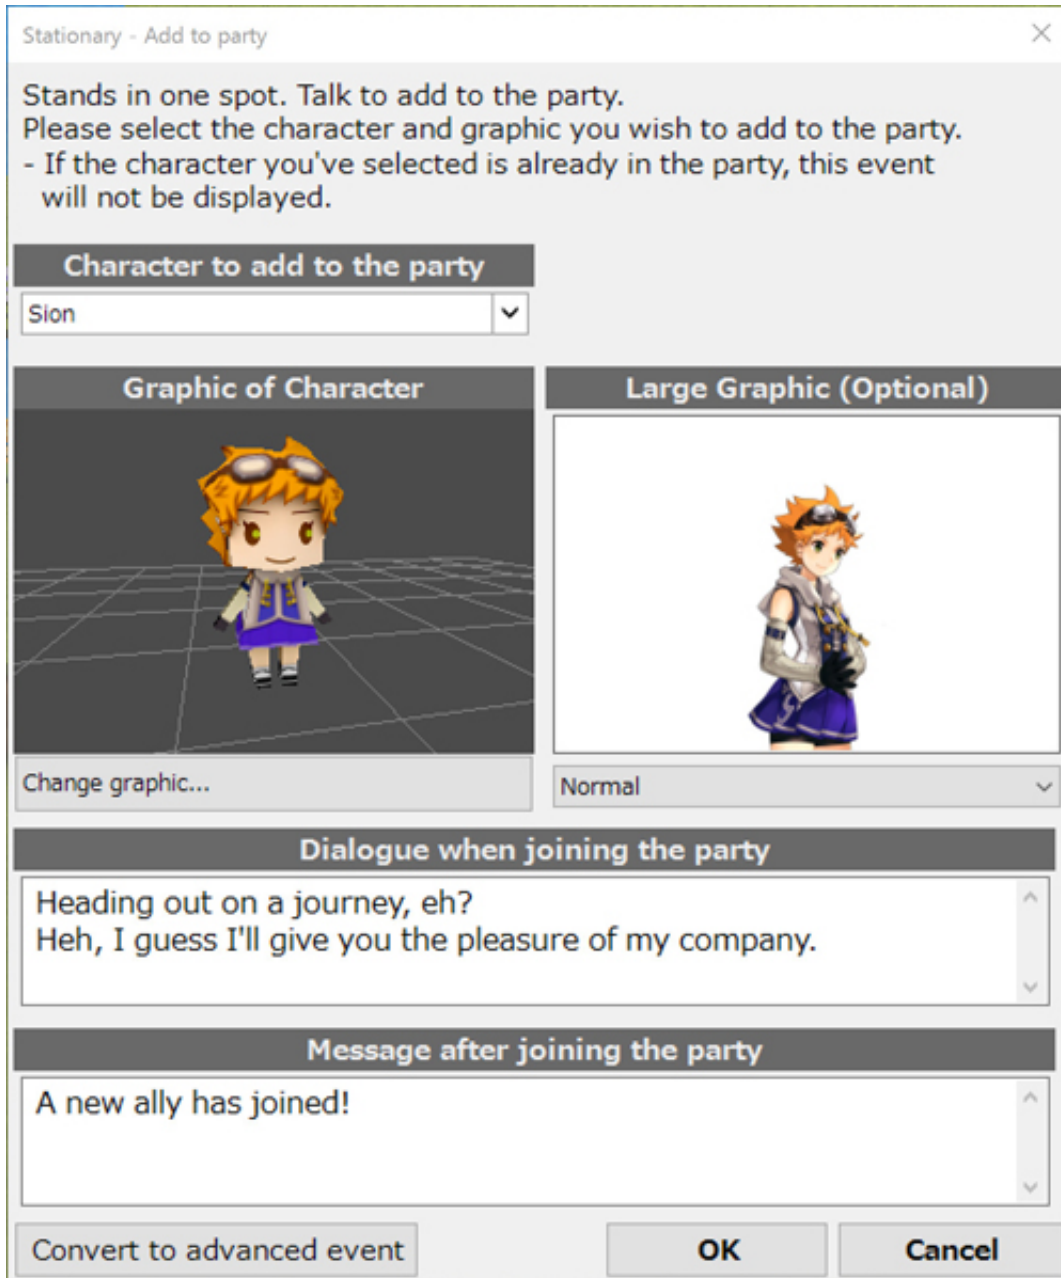 Stationary - Add to party
Stands in one spot. Talk to add to the party.
Please select the character and graphic you wish to add to the party.
- If the character you've selected is already in the party, this event
will not be displayed.
Character to add to the party
Sion
Graphic of Character
Large Graphic (Optional)
Change graphic...
Normal
Dialogue when joining the party
Heading out on a journey, eh?
Heh, I guess I'll give you the pleasure of my company.
Message after joining the party
A new ally has joined!
Convert to advanced event
OK
Cancel